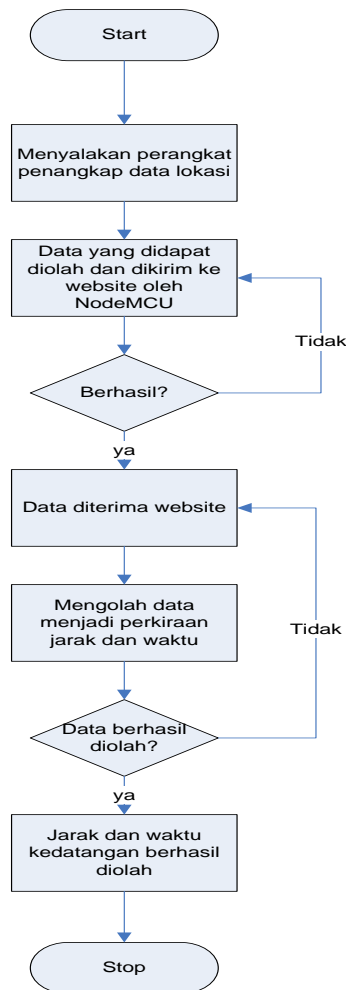 Start
Menyalakan perangkat
penangkap data lokasi
Data yang didapat
diolah dan dikirim ke
website oleh
NodeMCU
Tidak
Berhasil?
ya
Data diterima website
Mengolah data
menjadi perkiraan
jarak dan waktu
Tidak
Data berhasil
diolah?
ya
Jarak dan waktu
kedatangan berhasil
diolah
Stop